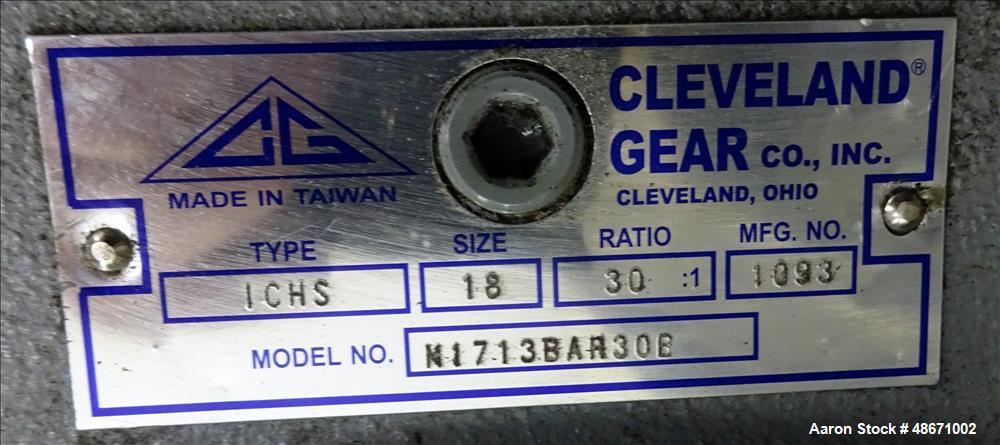 CG
MADE IN TAIWAN
CLEVELAND®
GEAR CO., INC.
CLEVELAND, OHIO
TYPE SIZE RATIO MFG. NO.
ICHS 18 30 :1 1093
MODEL NO. M1713BAR30B
Aaron Stock # 48671002